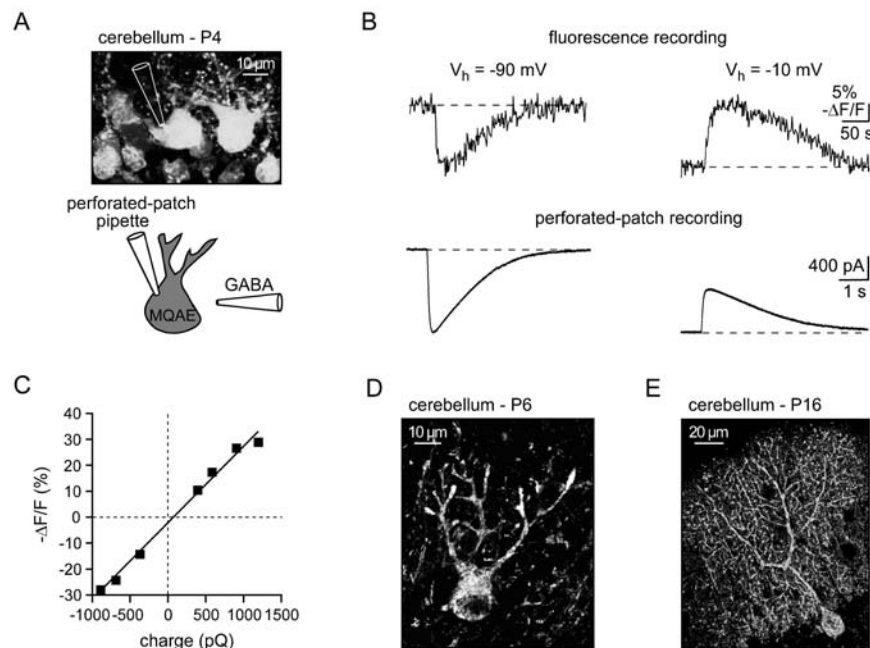 A
cerebellum - P4
10 µm
perforated-patch
pipette
GABA
MQAE
B
fluorescence recording
Vh = -90 mV
Vh = -10 mV
5%
-ΔF/F
50 s
perforated-patch recording
400 pA
1 s
C
40
30
20
10
0
-10
-20
-30
-ΔF/F (%)
-1000 -500 0 500 1000 1500
charge (pQ)
D
cerebellum - P6
10 µm
E
cerebellum - P16
20 µm